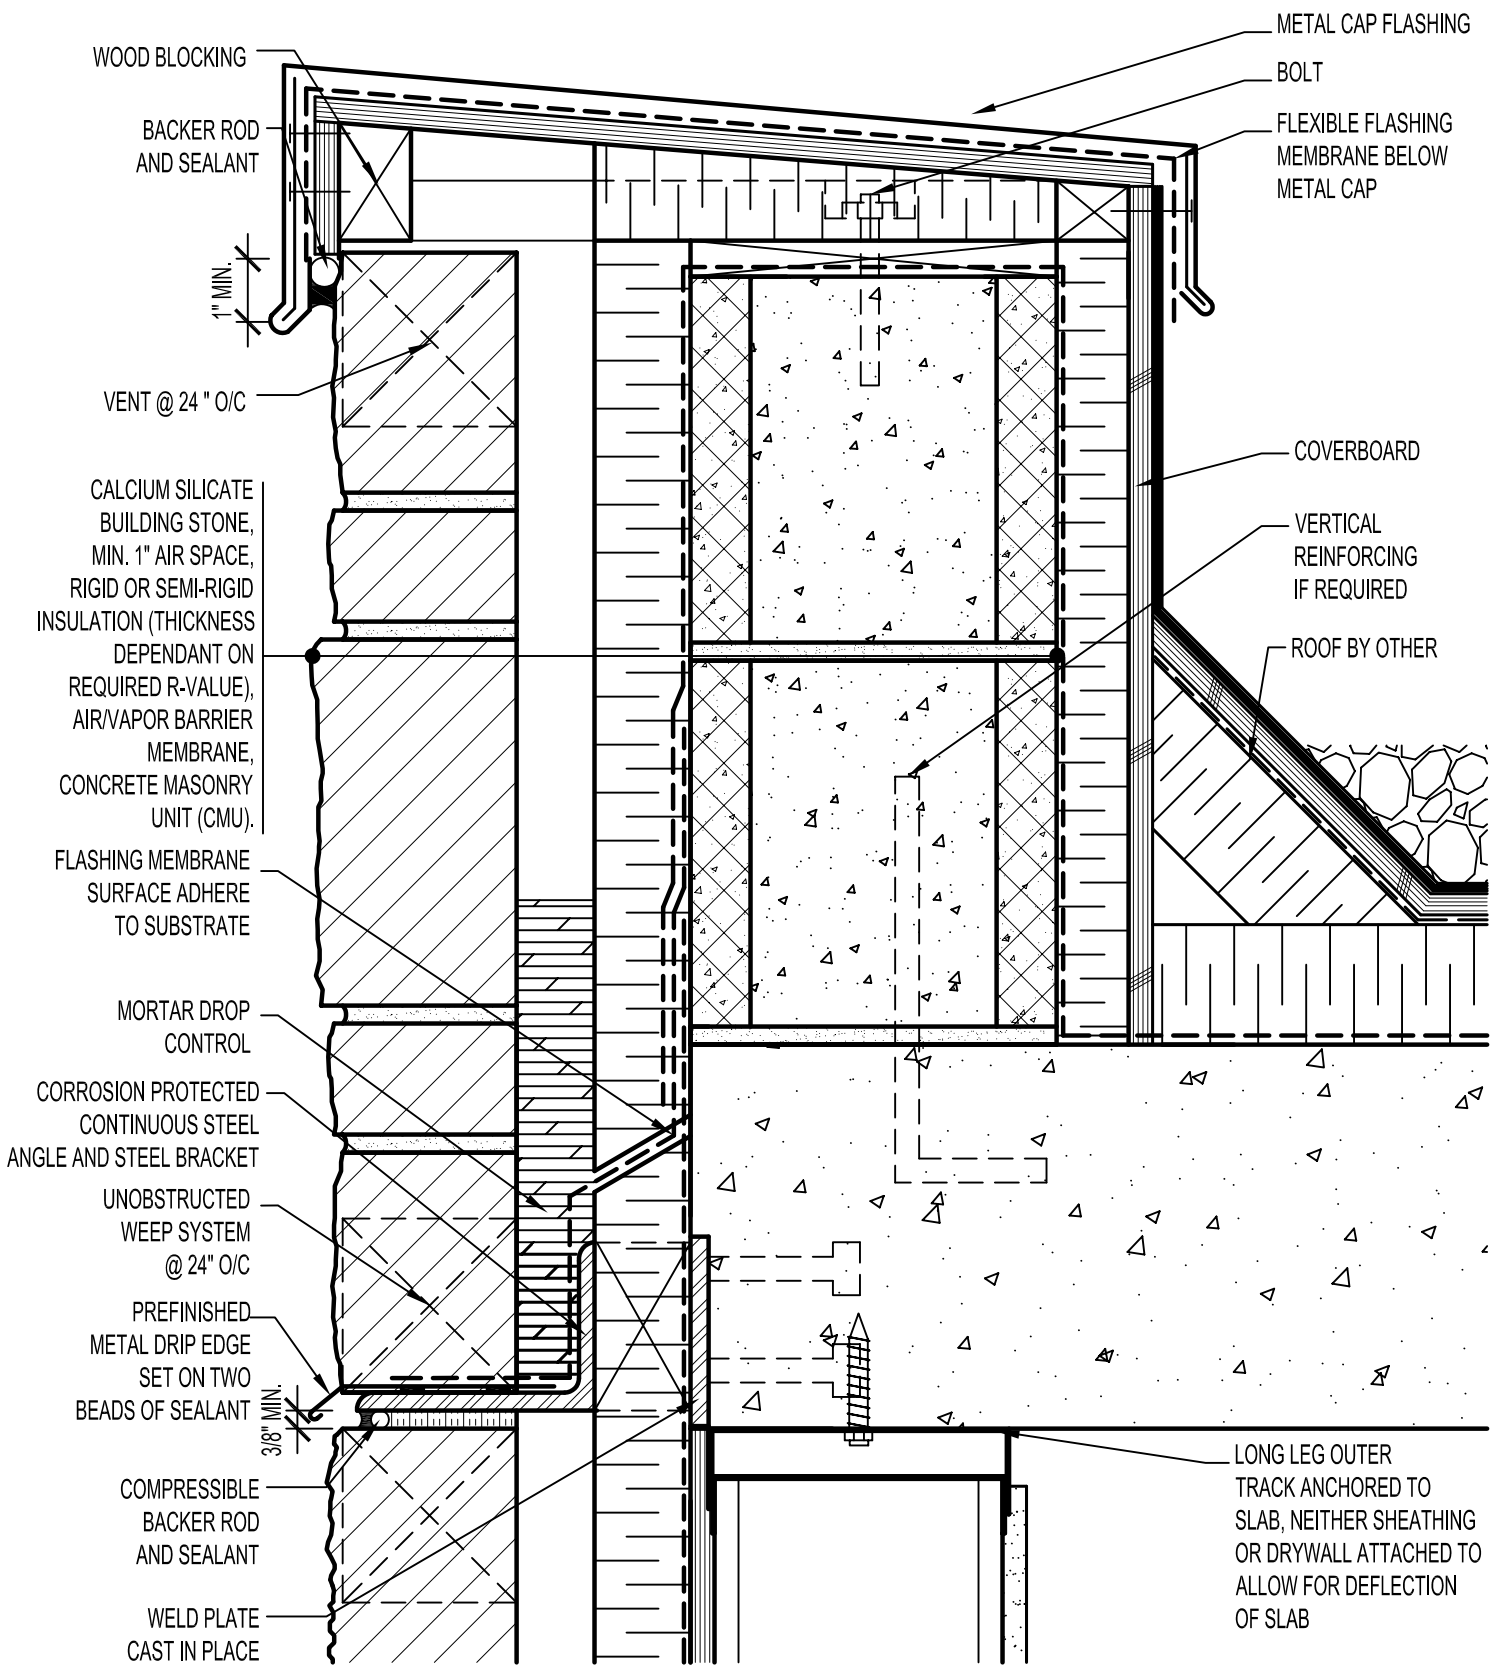 WOOD BLOCKING
BACKER ROD
AND SEALANT
1" MIN.
VENT @ 24 " O/C
CALCIUM SILICATE
BUILDING STONE,
MIN. 1" AIR SPACE,
RIGID OR SEMI-RIGID
INSULATION (THICKNESS
DEPENDANT ON
REQUIRED R-VALUE),
AIR/VAPOR BARRIER
MEMBRANE,
CONCRETE MASONRY
UNIT (CMU).
FLASHING MEMBRANE
SURFACE ADHERE
TO SUBSTRATE
MORTAR DROP
CONTROL
CORROSION PROTECTED
CONTINUOUS STEEL
ANGLE AND STEEL BRACKET
UNOBSTRUCTED
WEEP SYSTEM
@ 24" O/C
PREFINISHED
METAL DRIP EDGE
SET ON TWO
BEADS OF SEALANT
3/8" MIN.
COMPRESSIBLE
BACKER ROD
AND SEALANT
WELD PLATE
CAST IN PLACE
METAL CAP FLASHING
BOLT
FLEXIBLE FLASHING
MEMBRANE BELOW
METAL CAP
COVERBOARD
VERTICAL
REINFORCING
IF REQUIRED
ROOF BY OTHER
LONG LEG OUTER
TRACK ANCHORED TO
SLAB, NEITHER SHEATHING
OR DRYWALL ATTACHED TO
ALLOW FOR DEFLECTION
OF SLAB